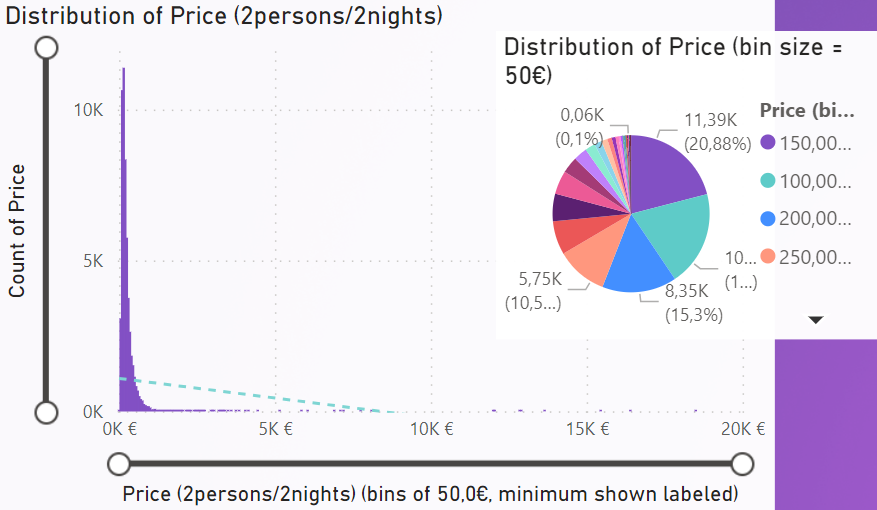 Distribution of Price (2persons/2nights)
Count of Price
10K
5K
0K
0K €
5K €
10K €
15K €
20K €
Price (2persons/2nights) (bins of 50,0€, minimum shown labeled)
Distribution of Price (bin size =
50€)
0,06K
(0,1%)
11,39K
(20,88%)
10...
(1...)
8,35K
(15,3%)
5,75K
(10,5...)
Price (bi...
150,00...
100,00...
200,00...
250,00...